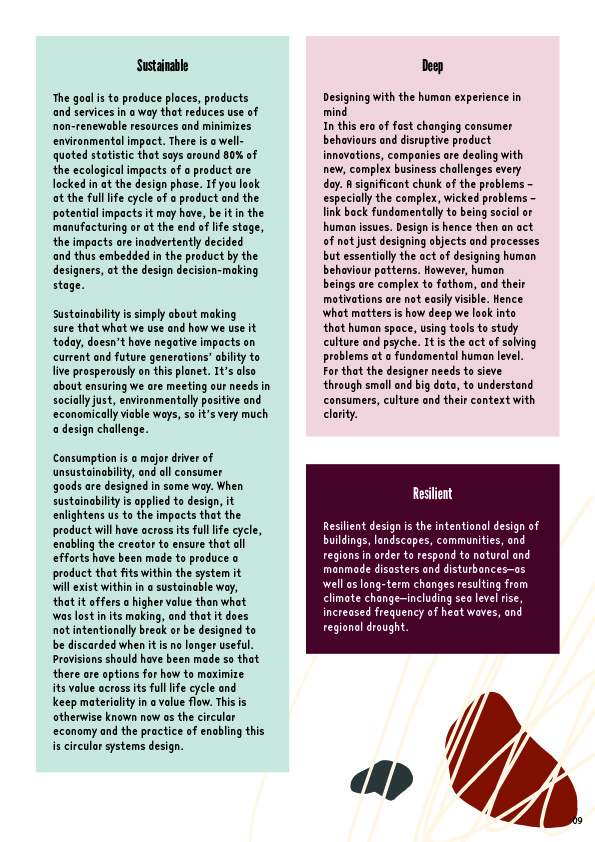 Sustainable
The goal is to produce places, products
and services in a way that reduces use of
non-renewable resources and minimizes
environmental impact. There is a well-
quoted statistic that says around 80% of
the ecological impacts of a product are
locked in at the design phase. If you look
at the full life cycle of a product and the
potential impacts it may have, be it in the
manufacturing or at the end of life stage,
the impacts are inadvertently decided
and thus embedded in the product by the
designers, at the design decision-making
stage.
Sustainability is simply about making
sure that what we use and how we use it
today, doesn't have negative impacts on
current and future generations' ability to
live prosperously on this planet. It's also
about ensuring we are meeting our needs in
socially just, environmentally positive and
economically viable ways, so it's very much
a design challenge.
Consumption is a major driver of
unsustainability, and all consumer
goods are designed in some way. When
sustainability is applied to design, it
enlightens us to the impacts that the
product will have across its full life cycle,
enabling the creator to ensure that all
efforts have been made to produce a
product that fits within the system it
will exist within in a sustainable way,
that it offers a higher value than what
was lost in its making, and that it does
not intentionally break or be designed to
be discarded when it is no longer useful.
Provisions should have been made so that
there are options for how to maximize
its value across its full life cycle and
keep materiality in a value flow. This is
otherwise known now as the circular
economy and the practice of enabling this
is circular systems design.
Deep
Designing with the human experience in
mind
In this era of fast changing consumer
behaviours and disruptive product
innovations, companies are dealing with
new, complex business challenges every
day. A significant chunk of the problems –
especially the complex, wicked problems –
link back fundamentally to being social or
human issues. Design is hence then an act
of not just designing objects and processes
but essentially the act of designing human
behaviour patterns. However, human
beings are complex to fathom, and their
motivations are not easily visible. Hence
what matters is how deep we look into
that human space, using tools to study
culture and psyche. It is the act of solving
problems at a fundamental human level.
For that the designer needs to sieve
through small and big data, to understand
consumers, culture and their context with
clarity.
Resilient
Resilient design is the intentional design of
buildings, landscapes, communities, and
regions in order to respond to natural and
manmade disasters and disturbances—as
well as long-term changes resulting from
climate change—including sea level rise,
increased frequency of heat waves, and
regional drought.
09